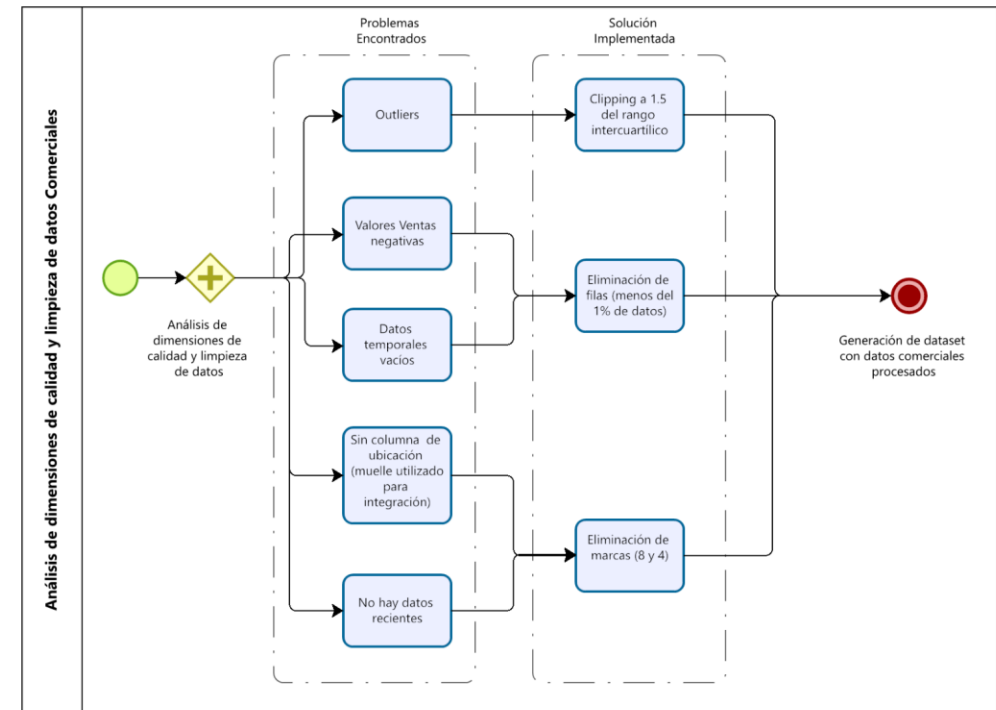 Análisis de dimensiones de calidad y limpieza de datos Comerciales
Problemas
Encontrados
Solución
Implementada
Outliers
Clipping a 1.5
del rango
intercuartílico
Valores Ventas
negativas
Eliminación de
filas (menos del
1% de datos)
Análisis de
dimensiones de
calidad y limpieza
de datos
Datos
temporales
vacios
Generación de dataset
con datos comerciales
procesados
Sin columna de
ubicación
(muelle utilizado
para
integración)
Eliminación de
marcas (8 y 4)
No hay datos
recientes